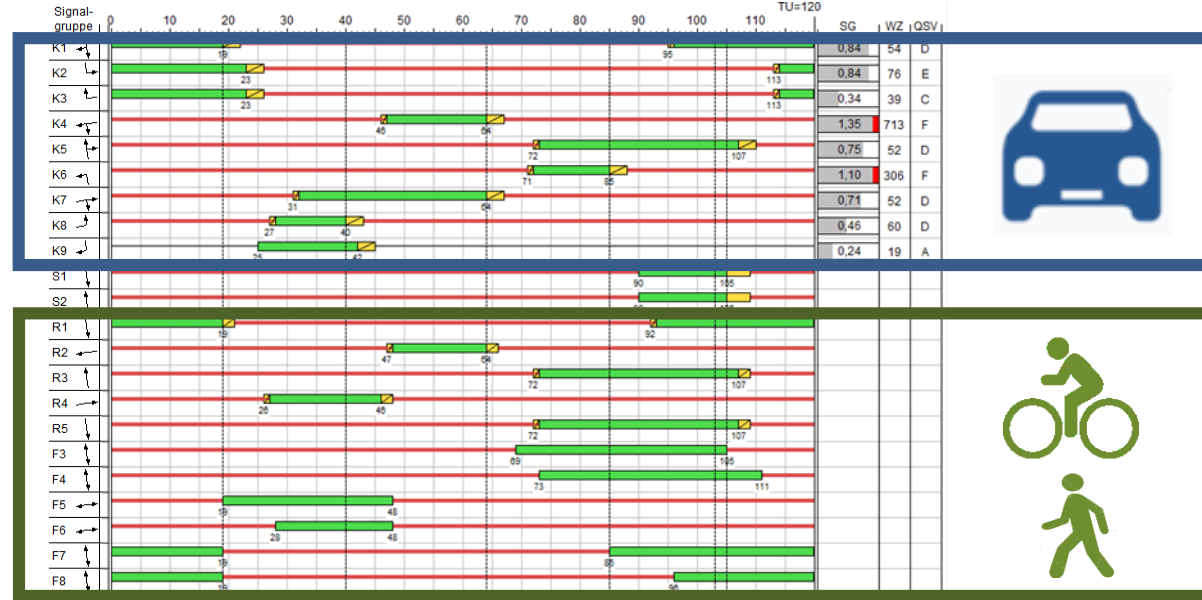 Signal-
gruppe
0 10 20 30 40 50 60 70 80 90 100 110 TU=120
SG WZ QSV
K1 19 95 0,84 54 D
K2 23 113 0,84 76 E
K3 23 113 0,34 39 C
K4 46 64 1,35 713 F
K5 72 107 0,75 52 D
K6 71 85 1,10 306 F
K7 31 64 0,71 52 D
K8 27 40 0,46 60 D
K9 25 42 0,24 19 A
S1 90 105
S2
R1 19 92
R2 47 64
R3 72 107
R4 26 46
R5 72 107
F3 69 105
F4 73 111
F5 19 48
F6 28 48
F7 19 85
F8 19 96